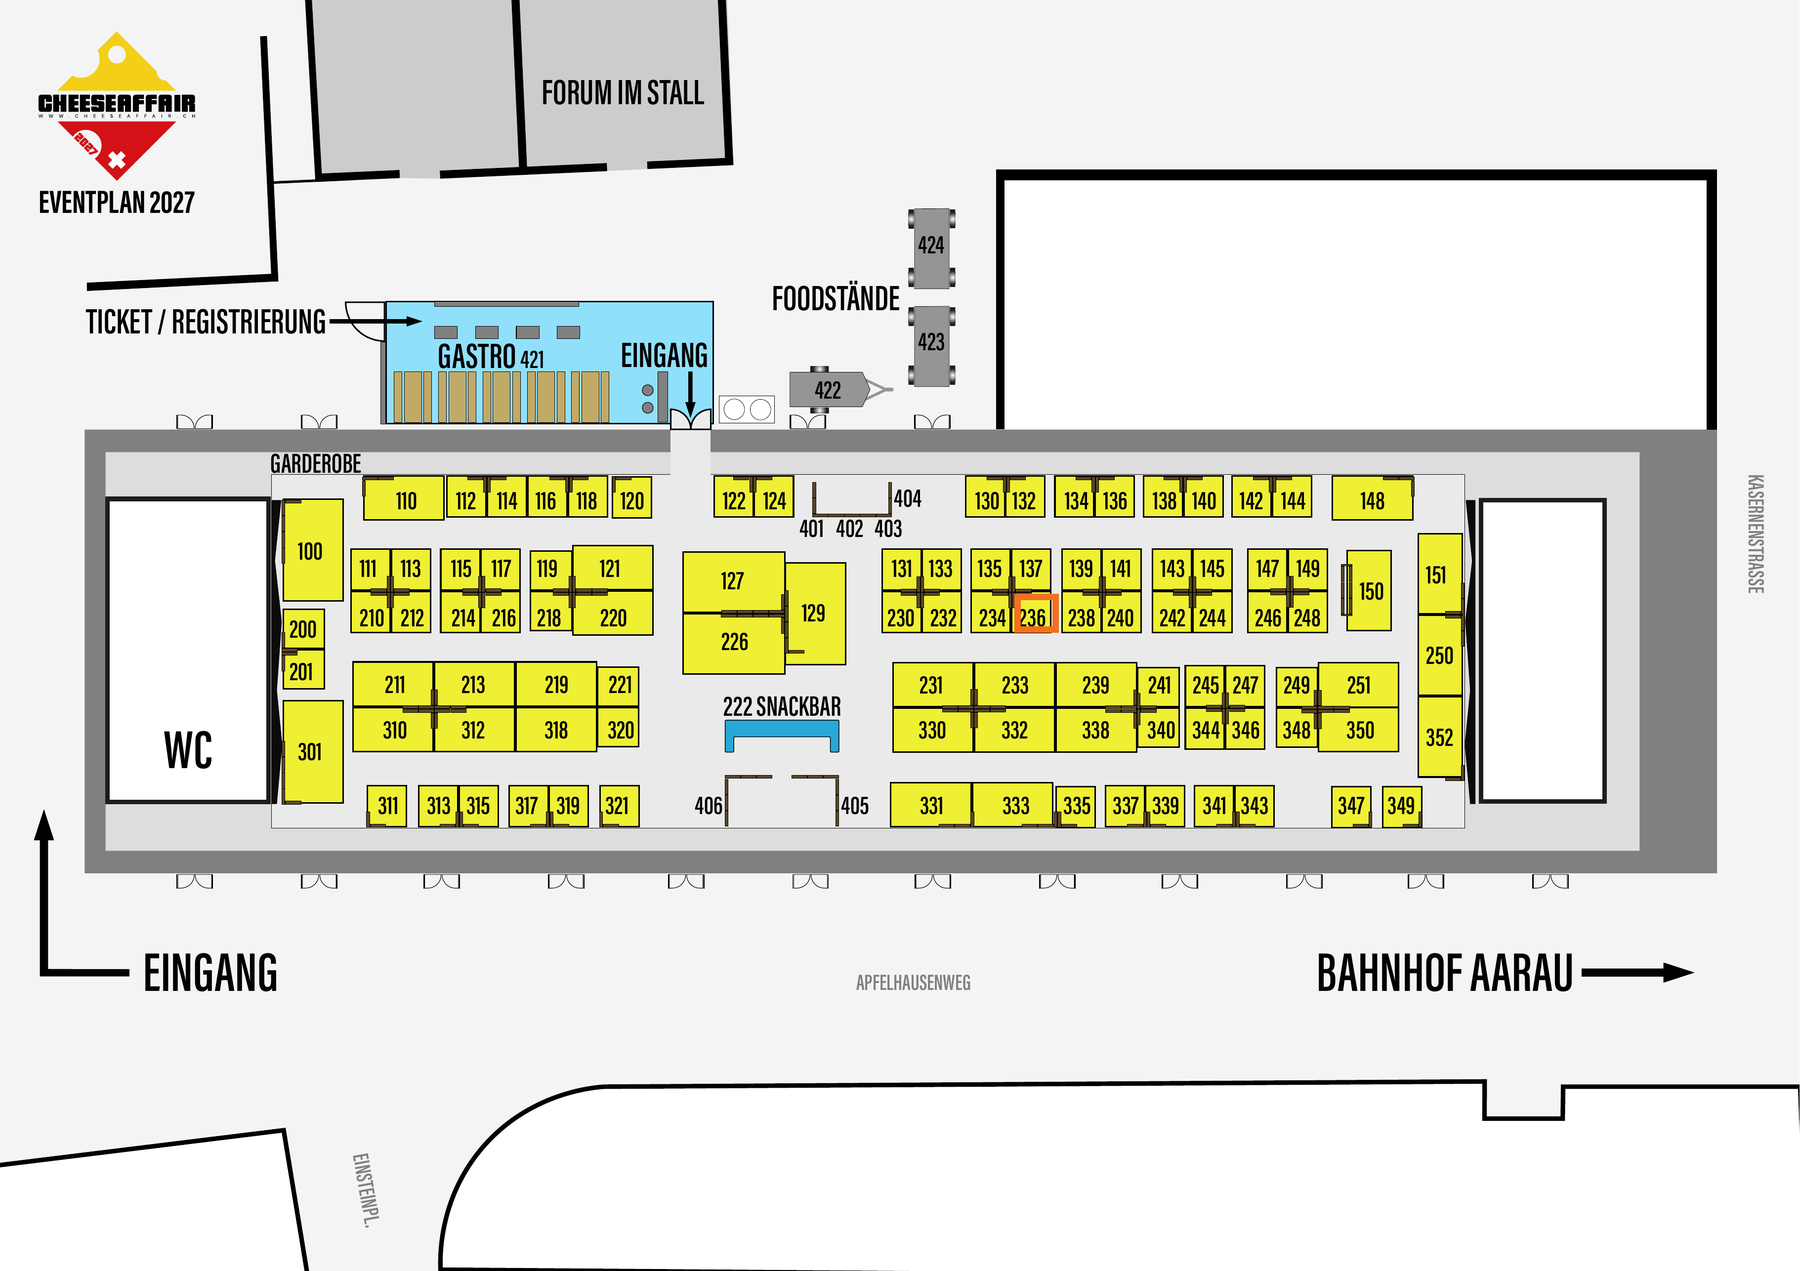 CHEESEAFFAIR
WWW.CHEESEAFFAIR.CH
2027
EVENTPLAN 2027
FORUM IM STALL
TICKET / REGISTRIERUNG
GASTRO 421
EINGANG
FOODSTÄNDE
424
423
422
GARDEROBE
KASERNENSTRASSE
110 112 114 116 118 120 122 124 404 130 132 134 136 138 140 142 144 148
401 402 403
100
111 113 115 117 119 121 127 131 133 135 137 139 141 143 145 147 149 151
150
129
210 212 214 216 218 220 230 232 234 236 238 240 242 244 246 248
200
226
250
201
211 213 219 221 231 233 239 241 245 247 249 251
222 SNACKBAR
310 312 318 320 330 332 338 340 344 346 348 350
352
WC
301
311 313 315 317 319 321 406 405 331 333 335 337 339 341 343 347 349
EINGANG
APFELHAUSENWEG
BAHNHOF AARAU
EINSTEINPL.